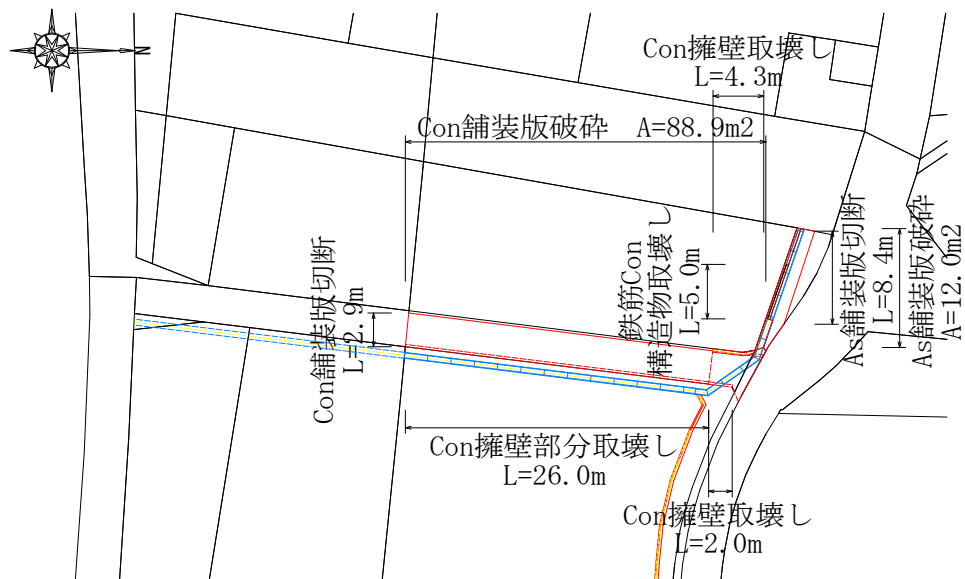 N
Con擁壁取壊し
L=4.3m
Con舗装版破砕 A=88.9m2
Con舗装版切断
L=2.9m
鉄筋Con
構造物取壊し
L=5.0m
As舗装版切断
L=8.4m
As舗装版破砕
A=12.0m2
Con擁壁部分取壊し
L=26.0m
Con擁壁取壊し
L=2.0m